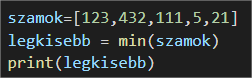 szamok=[123,432,111,5,21]
legkisebb = min(szamok)
print(legkisebb)